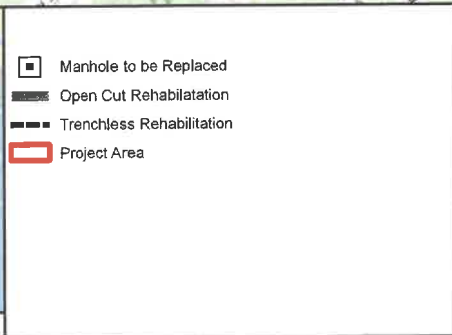 Manhole to be Replaced
Open Cut Rehabilatation
Trenchless Rehabilitation
Project Area